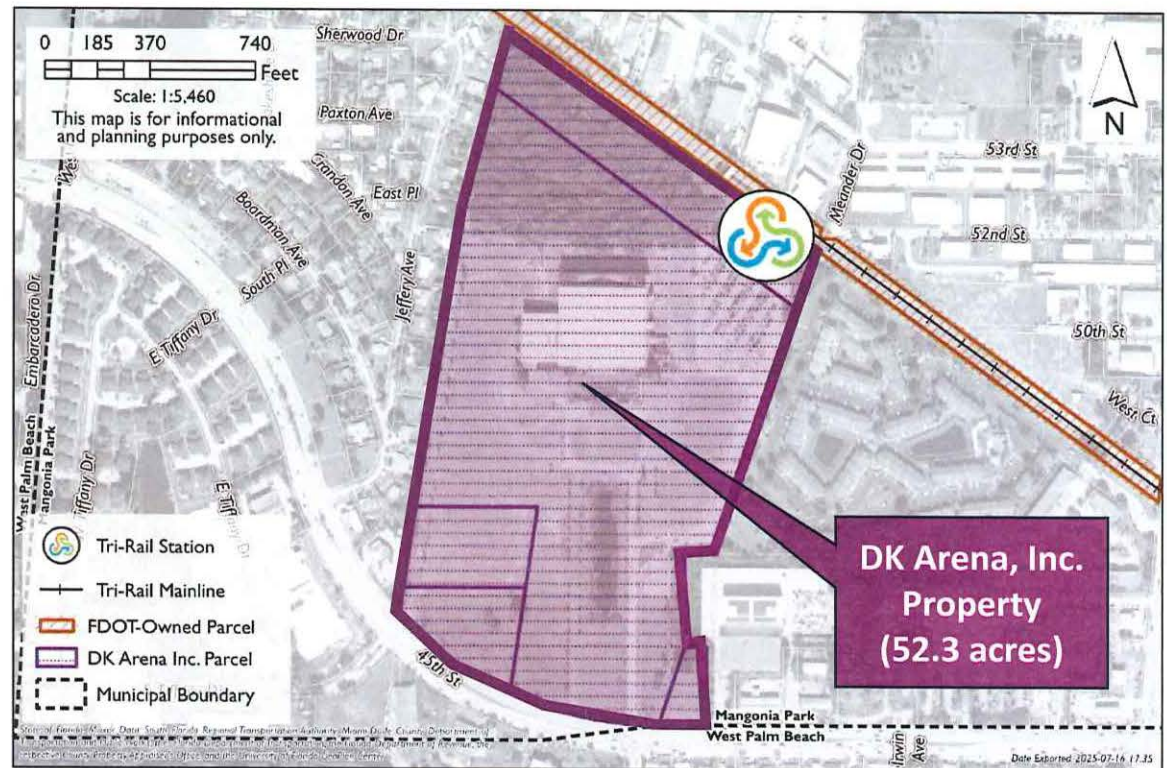 0 185 370 740
Feet
Scale: 1:5,460
This map is for informational
and planning purposes only.
Sherwood Dr
Paxton Ave
Crandon Ave
East Pl
Boardman Ave
South Pl
Jeffery Ave
E Tiffany Dr
Embarcadero Dr
West Palm Beach
Mangonia Park
Tiffany Dr
E Tiffany Dr
Meander Dr
N
53rd St
52nd St
50th St
West Ct
45th St
DK Arena, Inc.
Property
(52.3 acres)
Tri-Rail Station
Tri-Rail Mainline
FDOT-Owned Parcel
DK Arena Inc. Parcel
Municipal Boundary
Mangonia Park
West Palm Beach
Irwin
Ave
Date Exported 2025-07-16 17:35